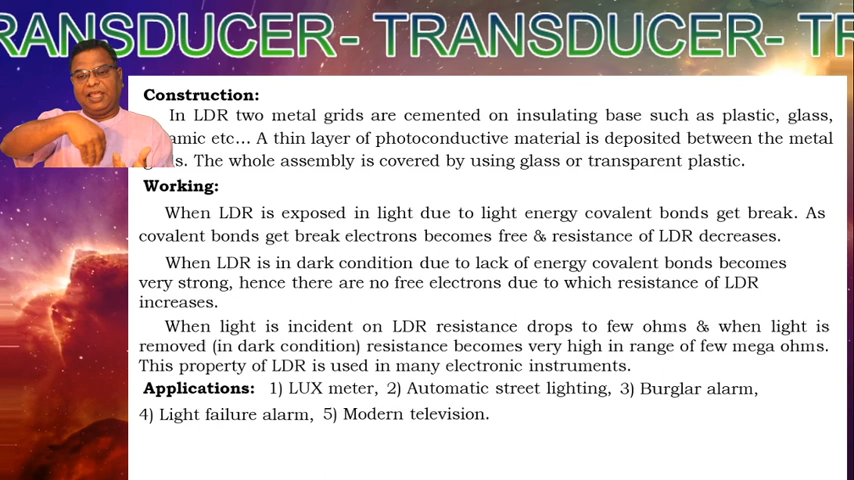 RANSDUCER- TRANSDUCER- TR
Construction:
In LDR two metal grids are cemented on insulating base such as plastic, glass,
amic etc... A thin layer of photoconductive material is deposited between the metal
s. The whole assembly is covered by using glass or transparent plastic.
Working:
When LDR is exposed in light due to light energy covalent bonds get break. As
covalent bonds get break electrons becomes free & resistance of LDR decreases.
When LDR is in dark condition due to lack of energy covalent bonds becomes
very strong, hence there are no free electrons due to which resistance of LDR
increases.
When light is incident on LDR resistance drops to few ohms & when light is
removed (in dark condition) resistance becomes very high in range of few mega ohms.
This property of LDR is used in many electronic instruments.
Applications: 1) LUX meter, 2) Automatic street lighting, 3) Burglar alarm,
4) Light failure alarm, 5) Modern television.